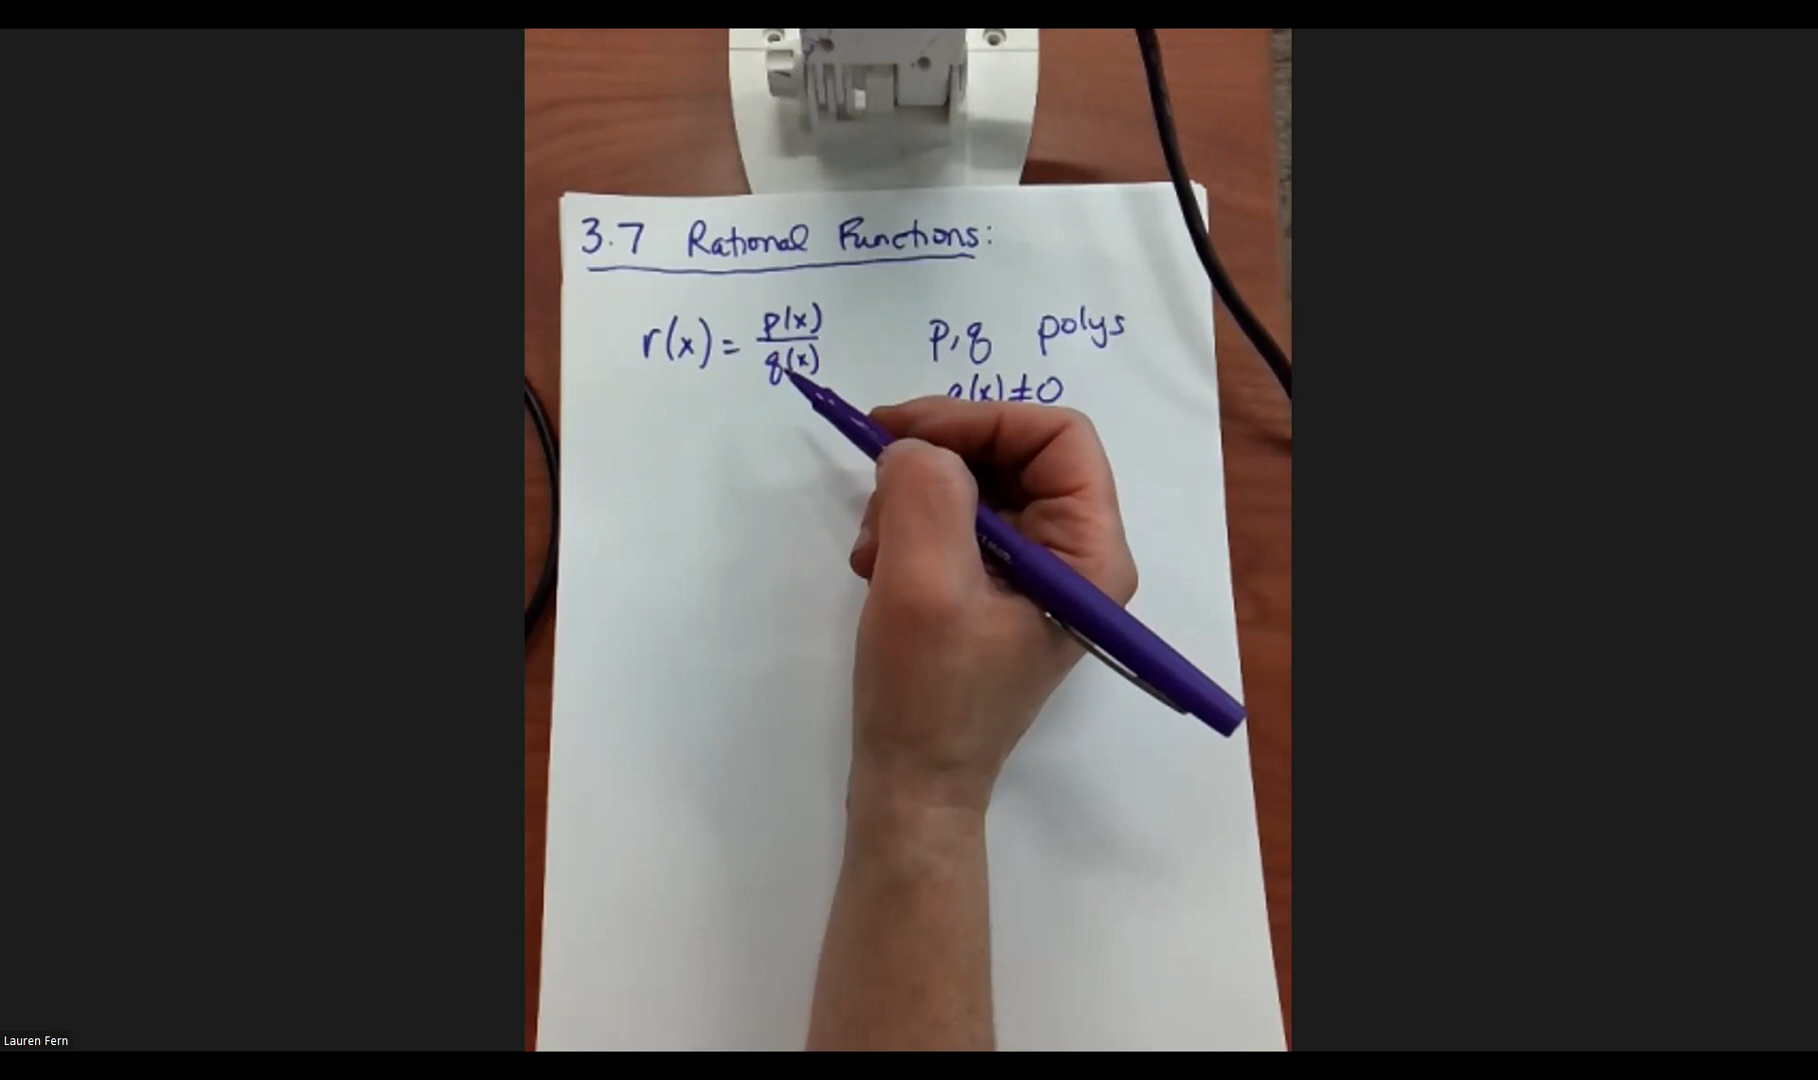 3.7 Rational Functions:
r(x) = p(x)/q(x) p,q polys
q(x)≠0
Lauren Fern